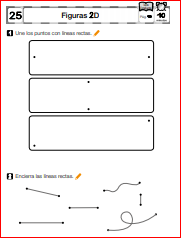 25
Figuras 2D
10
1 Une los puntos con líneas rectas.
2 Encierra las líneas rectas.